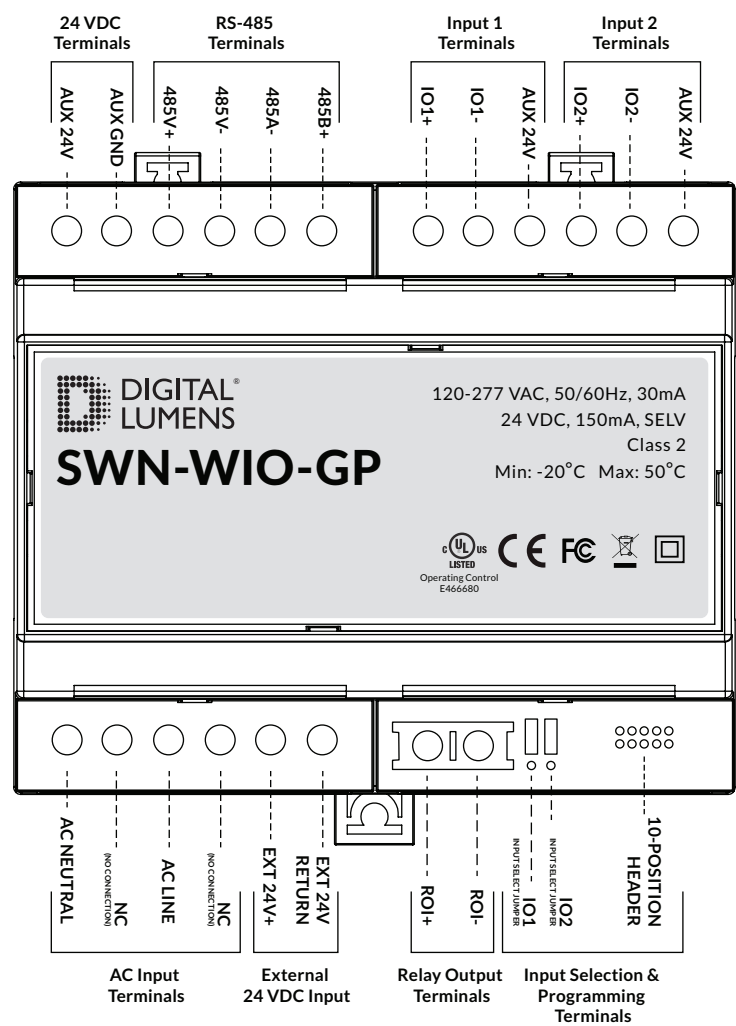 24 VDC
Terminals
RS-485
Terminals
Input 1
Terminals
Input 2
Terminals
AUX 24V
AUX GND
485V+
485V-
485A-
485B+
IO1+
IO1-
AUX 24V
IO2+
IO2-
AUX 24V
DIGITAL®
LUMENS
SWN-WIO-GP
120-277 VAC, 50/60Hz, 30mA
24 VDC, 150mA, SELV
Class 2
Min: -20°C Max: 50°C
C UL US
LISTED
Operating Control
E466680
CE
FC
AC NEUTRAL
NC
(NO CONNECTION)
AC LINE
NC
(NO CONNECTION)
EXT 24V+
EXT 24V
RETURN
ROI+
ROI-
IO1
INPUT SELECT JUMPER
IO2
INPUT SELECT JUMPER
10-POSITION
HEADER
AC Input
Terminals
External
24 VDC Input
Relay Output
Terminals
Input Selection &
Programming
Terminals